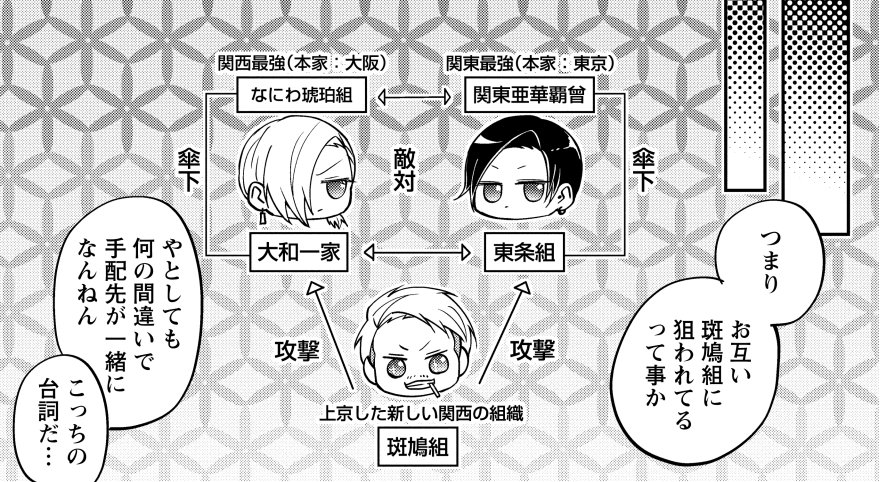 つまり
お互い
斑鳩組に
狙われてる
って事か
関西最強(本家：大阪)
なにわ琥珀組
関東最強(本家：東京)
関東亜華覇曾
傘下
敵対
傘下
大和一家
東条組
攻撃
攻撃
上京した新しい関西の組織
斑鳩組
やとしても
何の間違いで
手配先が一緒に
なんねん
こっちの
台詞だ…